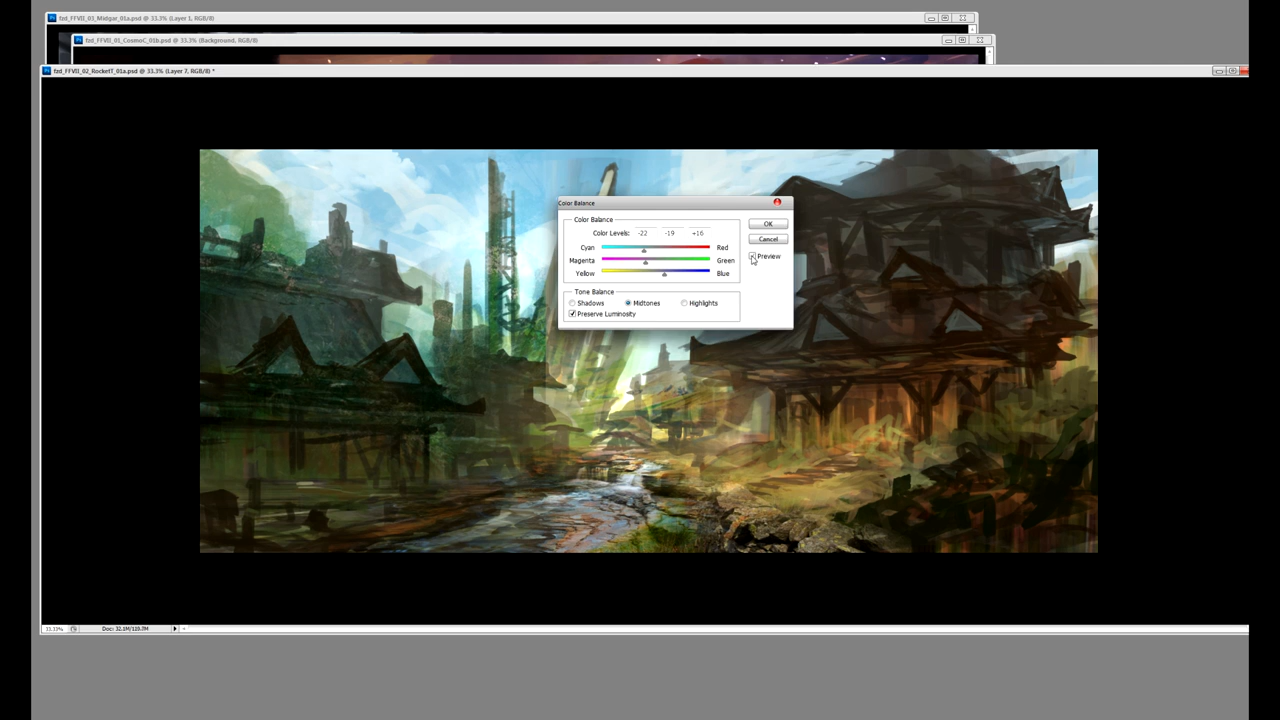 fzd_FFVII_03_Midgar_01a.psd @ 33.3% (Layer 1, RGB/8)
fzd_FFVII_01_CosmoC_01b.psd @ 33.3% (Background, RGB/8)
fzd_FFVII_02_RocketT_01a.psd @ 33.3% (Layer 7, RGB/8) *
Color Balance
Color Balance
OK
Color Levels: -22 -19 +16
Cancel
Cyan Red
Preview
Magenta Green
Yellow Blue
Tone Balance
Shadows Midtones Highlights
Preserve Luminosity
33.33% Doc: 32.1M/123.0M